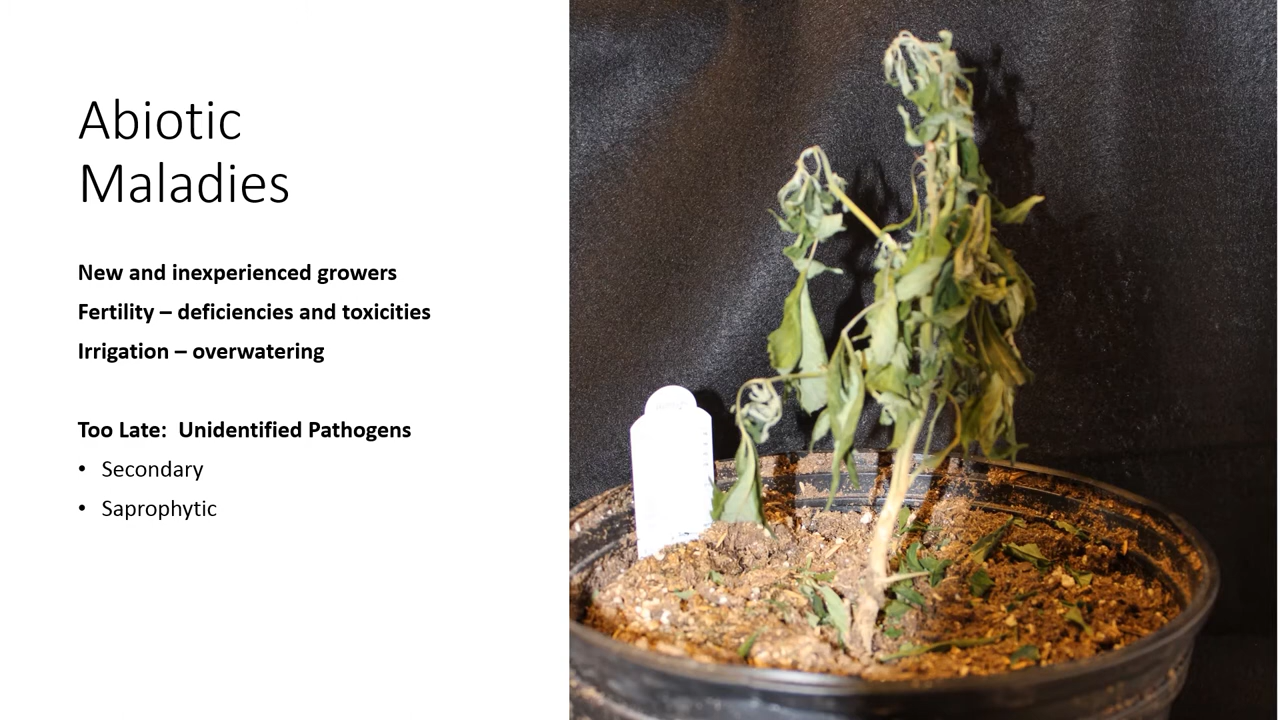 Abiotic
Maladies
New and inexperienced growers
Fertility – deficiencies and toxicities
Irrigation – overwatering
Too Late:  Unidentified Pathogens
• Secondary
• Saprophytic